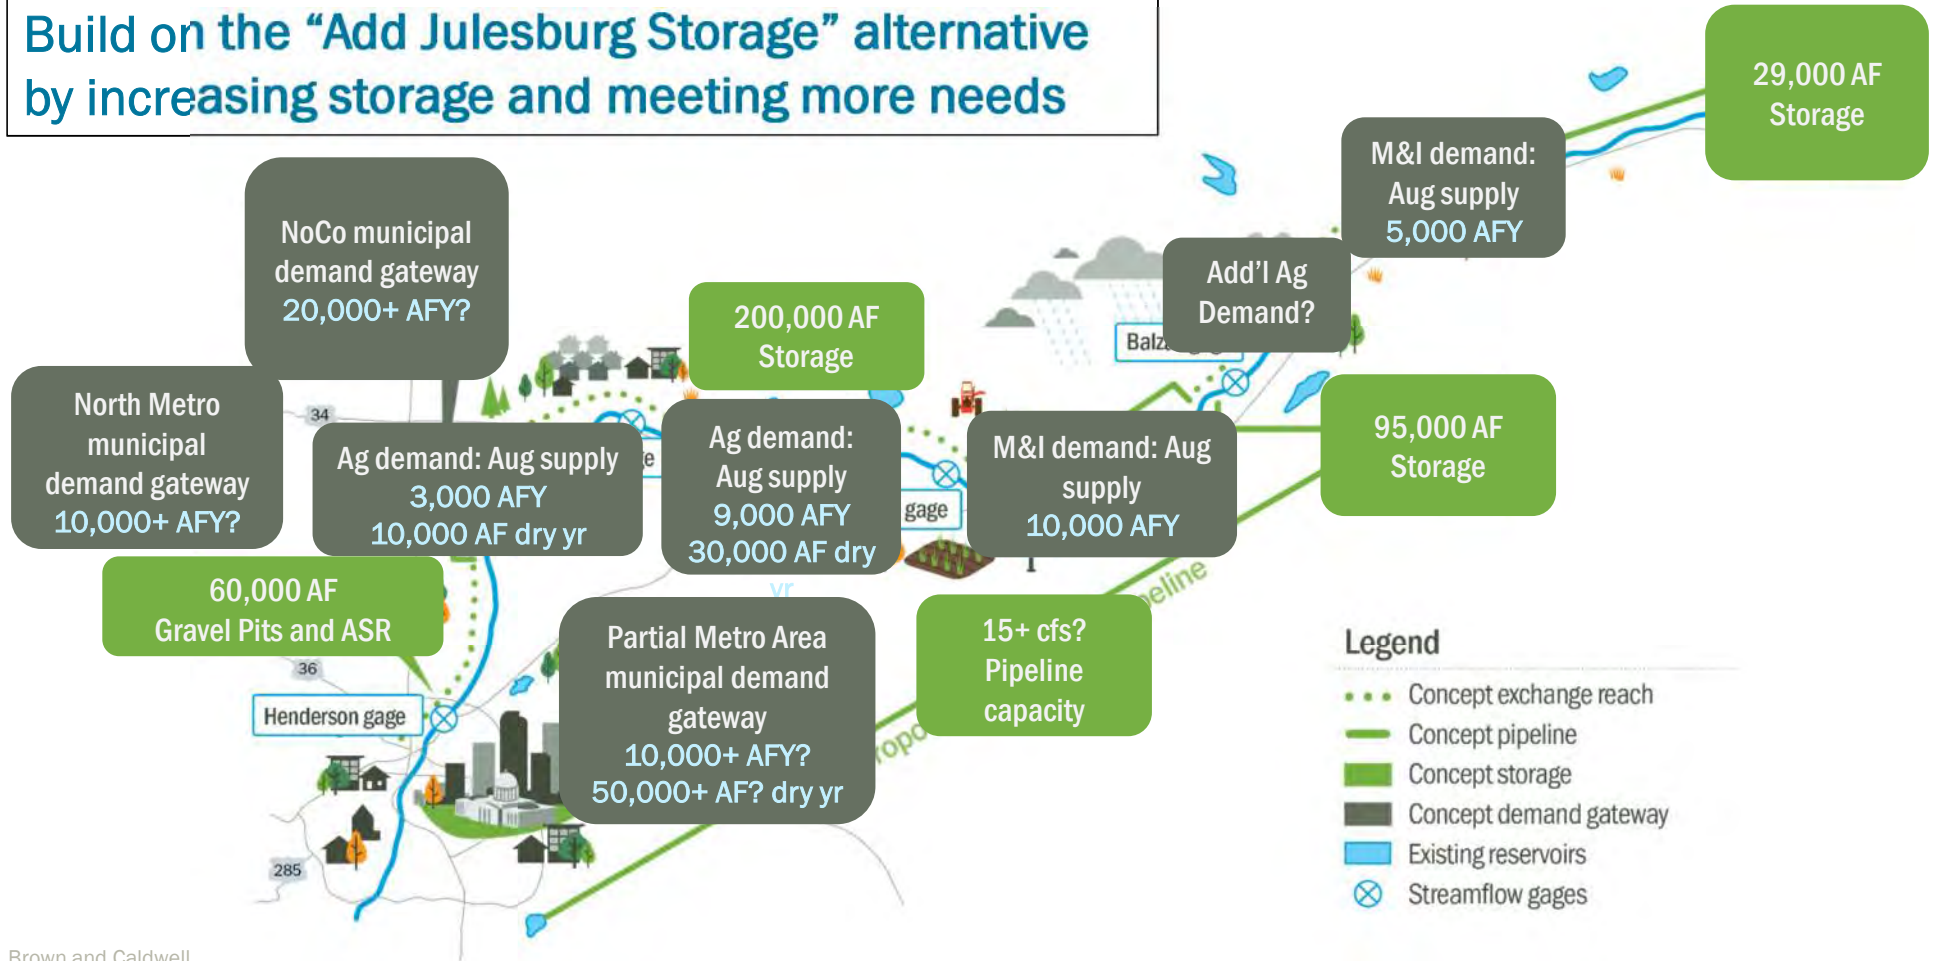 Build on the “Add Julesburg Storage” alternative
by increasing storage and meeting more needs
29,000 AF
Storage
M&I demand:
Aug supply
5,000 AFY
NoCo municipal
demand gateway
20,000+ AFY?
Add’l Ag
Demand?
200,000 AF
Storage
North Metro
municipal
demand gateway
10,000+ AFY?
34
Ag demand: Aug supply
3,000 AFY
10,000 AF dry yr
Ag demand:
Aug supply
9,000 AFY
30,000 AF dry
yr
gage
M&I demand: Aug
supply
10,000 AFY
95,000 AF
Storage
60,000 AF
Gravel Pits and ASR
36
Henderson gage
Partial Metro Area
municipal demand
gateway
10,000+ AFY?
50,000+ AF? dry yr
15+ cfs?
Pipeline
capacity
285
Legend
Concept exchange reach
Concept pipeline
Concept storage
Concept demand gateway
Existing reservoirs
Streamflow gages
Brown and Caldwell